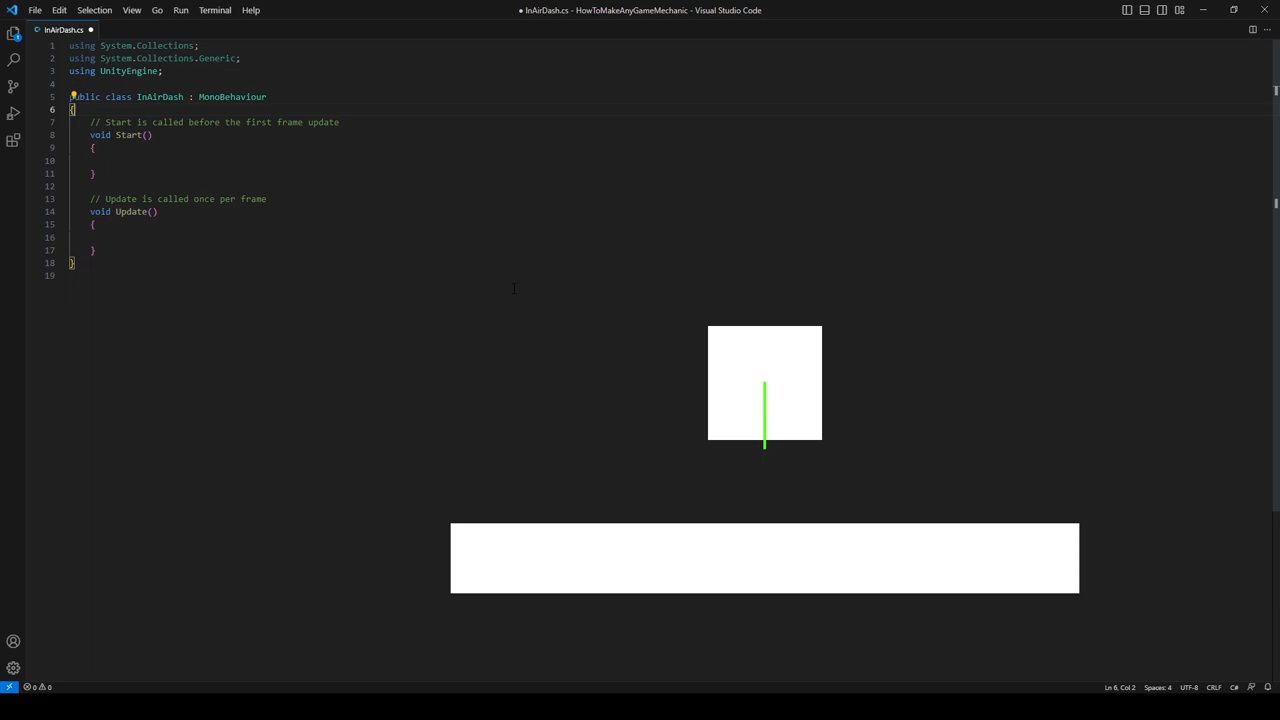 File Edit Selection View Go Run Terminal Help
InAirDash.cs - HowToMakeAnyGameMechanic - Visual Studio Code
InAirDash.cs
1 using System.Collections;
2 using System.Collections.Generic;
3 using UnityEngine;
4
5 public class InAirDash : MonoBehaviour
6 {
7 // Start is called before the first frame update
8 void Start()
9 {
10
11 }
12
13 // Update is called once per frame
14 void Update()
15 {
16
17 }
18 }
19
0 0 Ln 6, Col 2 Spaces: 4 UTF-8 CRLF C#